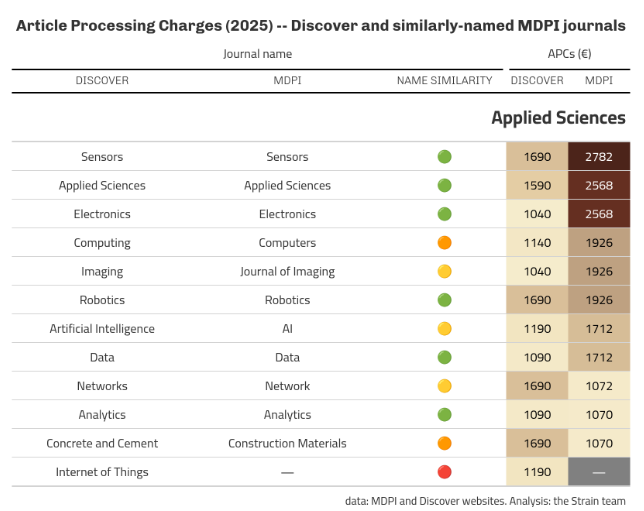 Article Processing Charges (2025) -- Discover and similarly-named MDPI journals
Journal name APCs (€)
DISCOVER MDPI NAME SIMILARITY DISCOVER MDPI
Applied Sciences
Sensors Sensors 1690 2782
Applied Sciences Applied Sciences 1590 2568
Electronics Electronics 1040 2568
Computing Computers 1140 1926
Imaging Journal of Imaging 1040 1926
Robotics Robotics 1690 1926
Artificial Intelligence AI 1190 1712
Data Data 1090 1712
Networks Network 1690 1072
Analytics Analytics 1090 1070
Concrete and Cement Construction Materials 1690 1070
Internet of Things — 1190 —
data: MDPI and Discover websites. Analysis: the Strain team